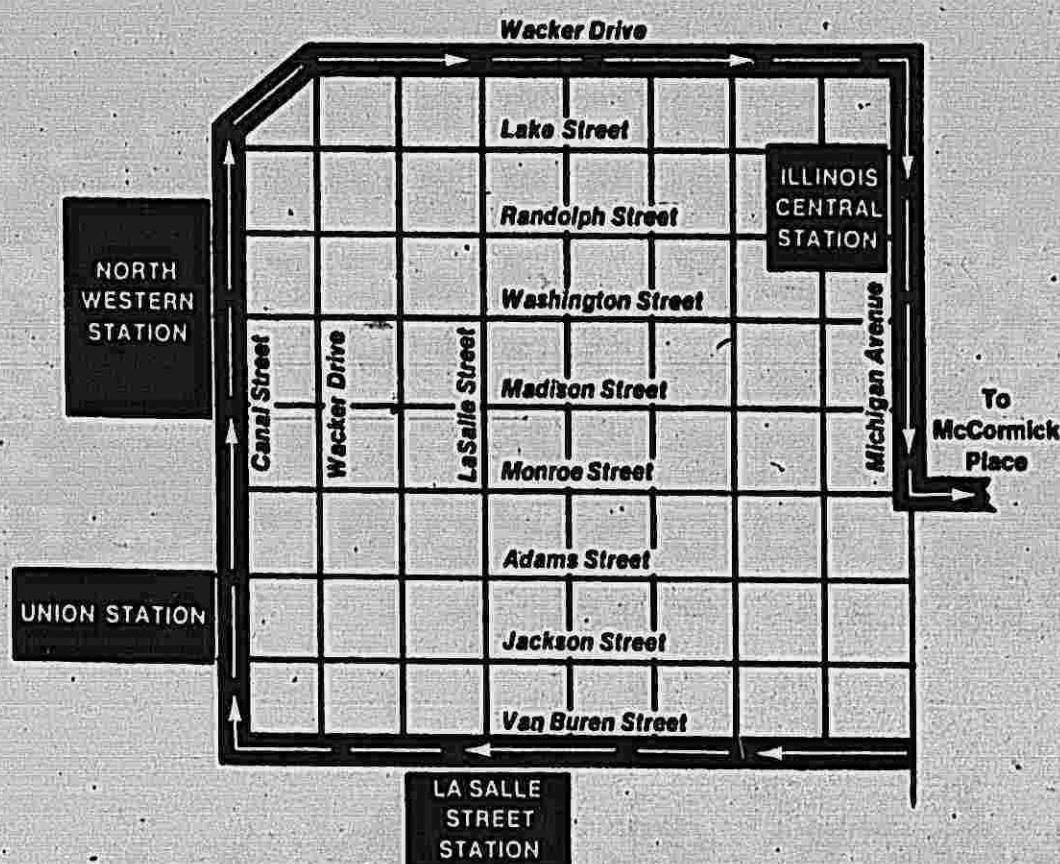 Wacker Drive
Lake Street
ILLINOIS
CENTRAL
STATION
Randolph Street
NORTH
WESTERN
STATION
Washington Street
Canal Street
Wacker Drive
LaSalle Street
Michigan Avenue
Madison Street
To
McCormick
Place
Monroe Street
Adams Street
UNION STATION
Jackson Street
Van Buren Street
LA SALLE
STREET
STATION